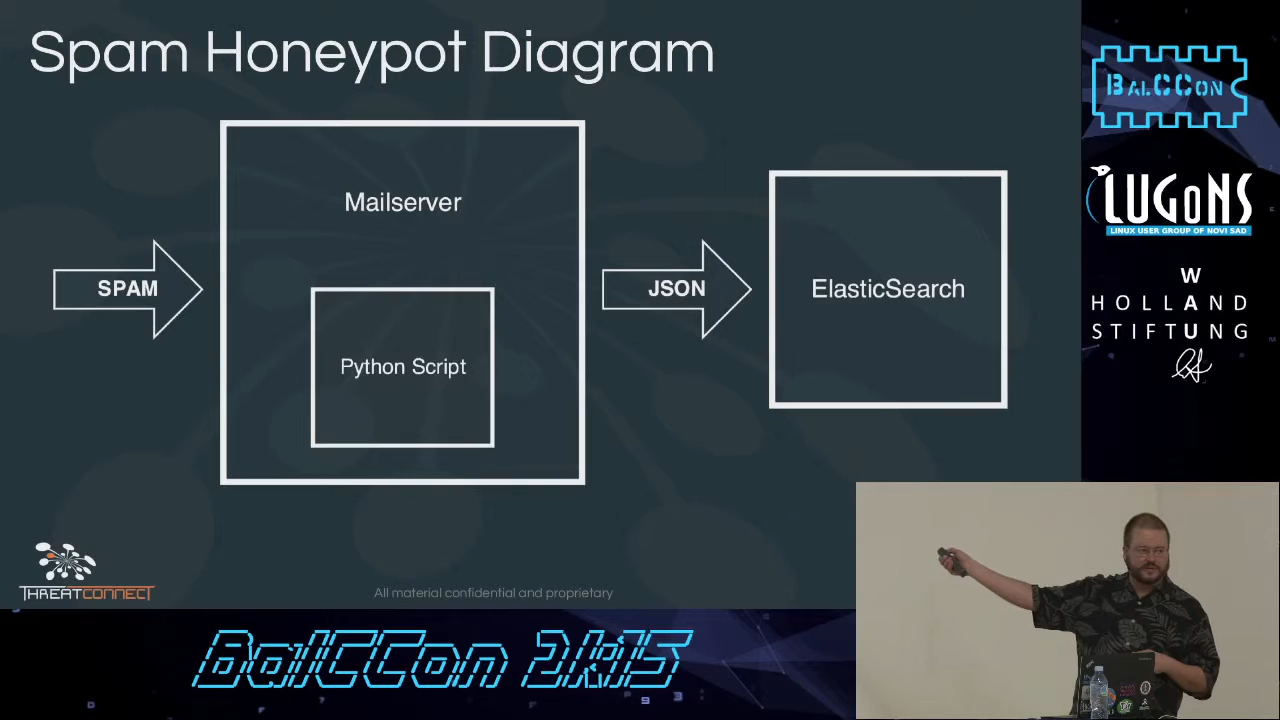 Spam Honeypot Diagram
Mailserver
SPAM
Python Script
JSON
ElasticSearch
THREATCONNECT
All material confidential and proprietary
BALCCON
LUGONS
LINUX USER GROUP OF NOVI SAD
W
HOLLAND
STIFTUNG
BalCCon 2k15